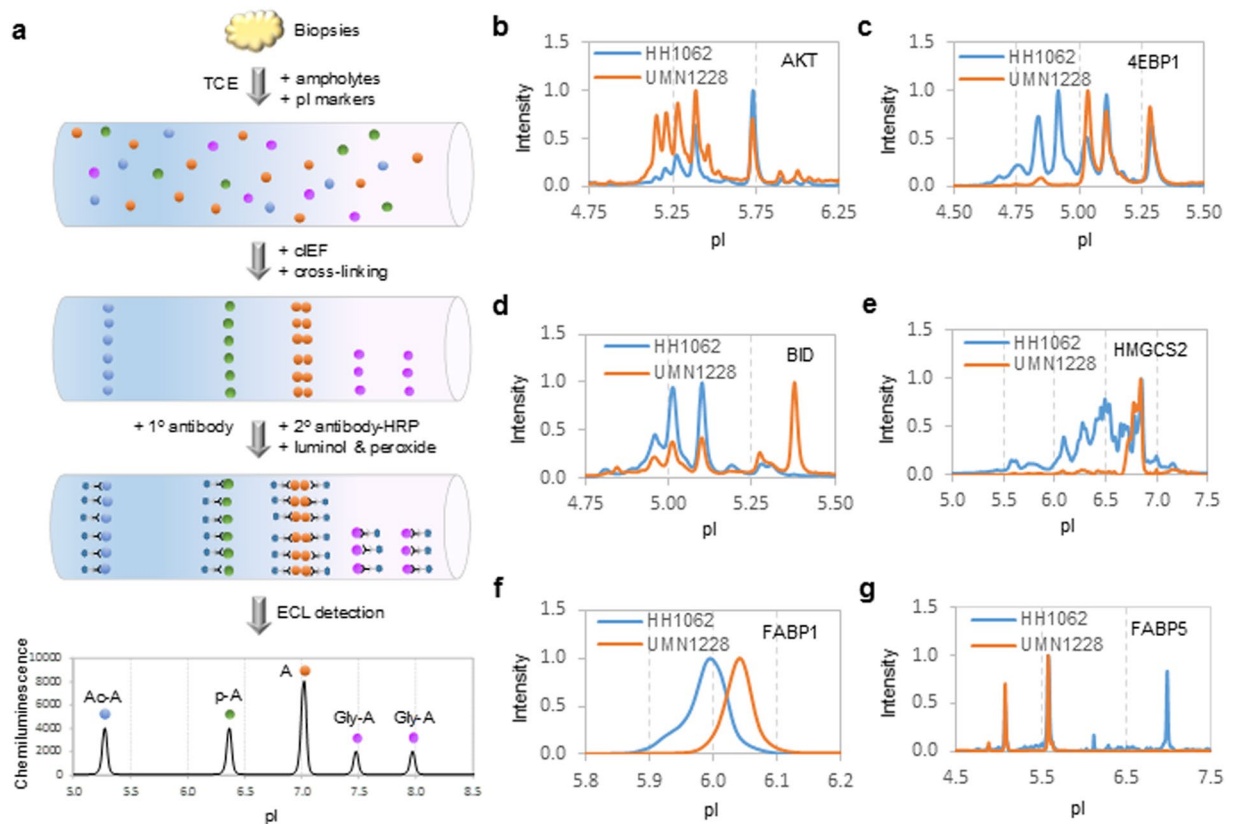 a
Biopsies
TCE
+ ampholytes
+ pI markers
+ cIEF
+ cross-linking
+ 1º antibody
+ 2º antibody-HRP
+ luminol & peroxide
ECL detection
Chemiluminescence
10000
8000
6000
4000
2000
0
Ac-A
p-A
A
Gly-A
Gly-A
5.0 5.5 6.0 6.5 7.0 7.5 8.0 8.5
pI
b
HH1062
UMN1228
AKT
Intensity
1.5
1.0
0.5
0.0
4.75 5.25 5.75 6.25
pI
c
HH1062
UMN1228
4EBP1
Intensity
1.5
1.0
0.5
0.0
4.50 4.75 5.00 5.25 5.50
pI
d
HH1062
UMN1228
BID
Intensity
1.5
1.0
0.5
0.0
4.75 5.00 5.25 5.50
pI
e
HH1062
UMN1228
HMGCS2
Intensity
1.5
1.0
0.5
0.0
5.0 5.5 6.0 6.5 7.0 7.5
pI
f
HH1062
UMN1228
FABP1
Intensity
1.5
1.0
0.5
0.0
5.8 5.9 6.0 6.1 6.2
pI
g
HH1062
UMN1228
FABP5
Intensity
1.5
1.0
0.5
0.0
4.5 5.5 6.5 7.5
pI